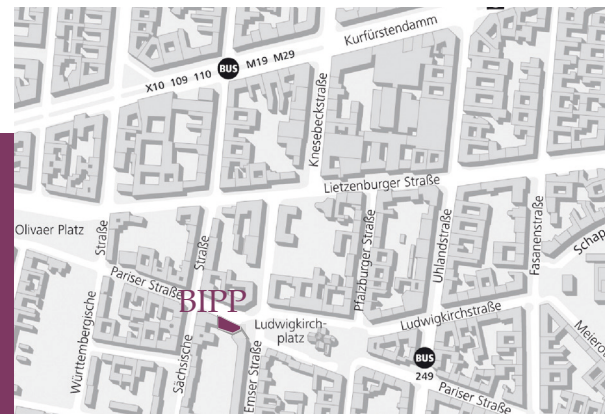 Kurfürstendamm
X10 109 110 BUS M19 M29
Knesebeckstraße
Lietzenburger Straße
Olivaer Platz
Straße
Straße
Pfalzburger Straße
Uhlandstraße
Fasanenstraße
Schap
Pariser Straße
BIPP
Württembergische
Sächsische
Emser Straße
Ludwigkirch-
platz
Ludwigkirchstraße
Meiero
BUS
249
Pariser Straße